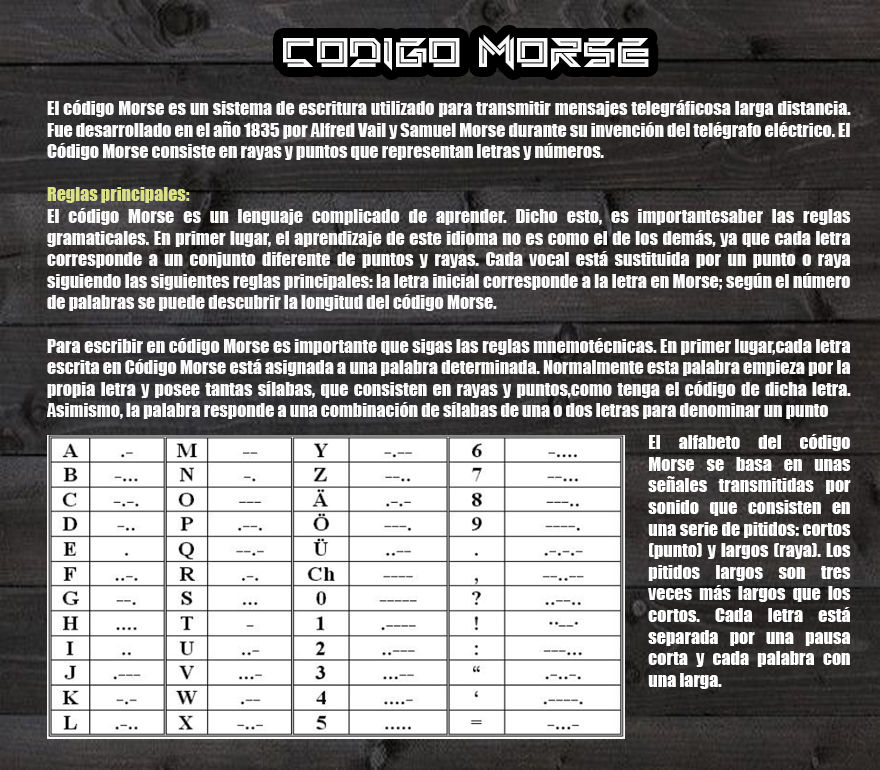 CODIGO MORSE
El código Morse es un sistema de escritura utilizado para transmitir mensajes telegráficosa larga distancia.
Fue desarrollado en el año 1835 por Alfred Vail y Samuel Morse durante su invención del telégrafo eléctrico. El
Código Morse consiste en rayas y puntos que representan letras y números.
Reglas principales:
El código Morse es un lenguaje complicado de aprender. Dicho esto, es importantesaber las reglas
gramaticales. En primer lugar, el aprendizaje de este idioma no es como el de los demás, ya que cada letra
corresponde a un conjunto diferente de puntos y rayas. Cada vocal está sustituida por un punto o raya
siguiendo las siguientes reglas principales: la letra inicial corresponde a la letra en Morse; según el número
de palabras se puede descubrir la longitud del código Morse.
Para escribir en código Morse es importante que sigas las reglas mnemotécnicas. En primer lugar,cada letra
escrita en Código Morse está asignada a una palabra determinada. Normalmente esta palabra empieza por la
propia letra y posee tantas sílabas, que consisten en rayas y puntos,como tenga el código de dicha letra.
Asimismo, la palabra responde a una combinación de sílabas de una o dos letras para denominar un punto
A .- M -- Y -.-- 6 -....
B -... N -. Z --.. 7 --...
C -.-. O --- Ä .-.- 8 ---..
D -.. P .--. Ö ---. 9 ----.
E . Q --.- Ü ..-- . .-.-.-
F ..-. R .-. Ch ---- , --..--
G --. S ... 0 ----- ? ..--..
H .... T - 1 .---- ! ..--.
I .. U ..- 2 ..--- : ---...
J .--- V ...- 3 ...-- “ .-..-.
K -.- W .-- 4 ....- ‘ .----.
L .-.. X -..- 5 ..... = -...-
El alfabeto del código
Morse se basa en unas
señales transmitidas por
sonido que consisten en
una serie de pitidos: cortos
(punto) y largos (raya). Los
pitidos largos son tres
veces más largos que los
cortos. Cada letra está
separada por una pausa
corta y cada palabra con
una larga.